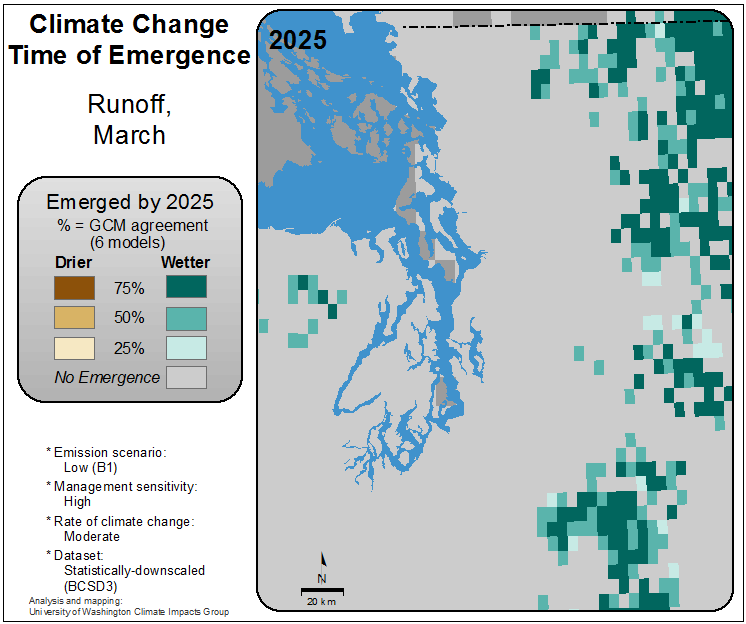 Climate Change
Time of Emergence
Runoff,
March
Emerged by 2025
% = GCM agreement
(6 models)
Drier Wetter
75%
50%
25%
No Emergence
* Emission scenario:
Low (B1)
* Management sensitivity:
High
* Rate of climate change:
Moderate
* Dataset:
Statistically-downscaled
(BCSD3)
Analysis and mapping:
University of Washington Climate Impacts Group
2025
N
20 km